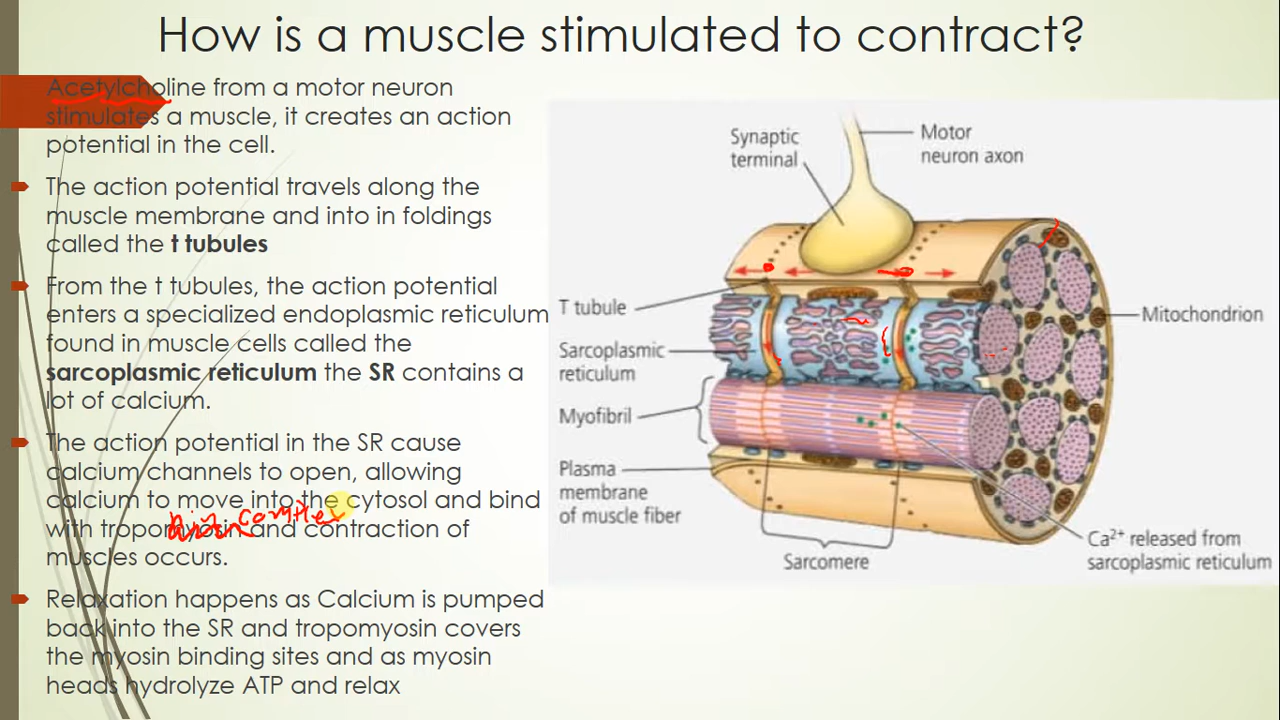 How is a muscle stimulated to contract?
Acetylcholine from a motor neuron
stimulates a muscle, it creates an action
potential in the cell.
The action potential travels along the
muscle membrane and into in foldings
called the t tubules
From the t tubules, the action potential
enters a specialized endoplasmic reticulum
found in muscle cells called the
sarcoplasmic reticulum the SR contains a
lot of calcium.
The action potential in the SR cause
calcium channels to open, allowing
calcium to move into the cytosol and bind
with tropomyosin and contraction of
muscles occurs.
Relaxation happens as Calcium is pumped
back into the SR and tropomyosin covers
the myosin binding sites and as myosin
heads hydrolyze ATP and relax
complex
Synaptic
terminal
Motor
neuron axon
T tubule
Mitochondrion
Sarcoplasmic
reticulum
Myofibril
Plasma
membrane
of muscle fiber
Sarcomere
Ca²⁺ released from
sarcoplasmic reticulum